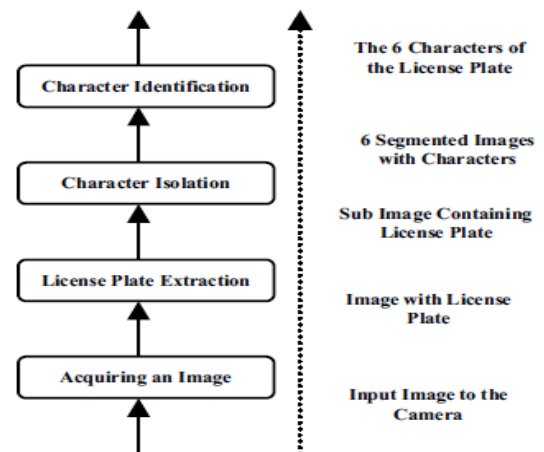 The 6 Characters of
the License Plate
Character Identification
6 Segmented Images
with Characters
Character Isolation
Sub Image Containing
License Plate
License Plate Extraction
Image with License
Plate
Acquiring an Image
Input Image to the
Camera